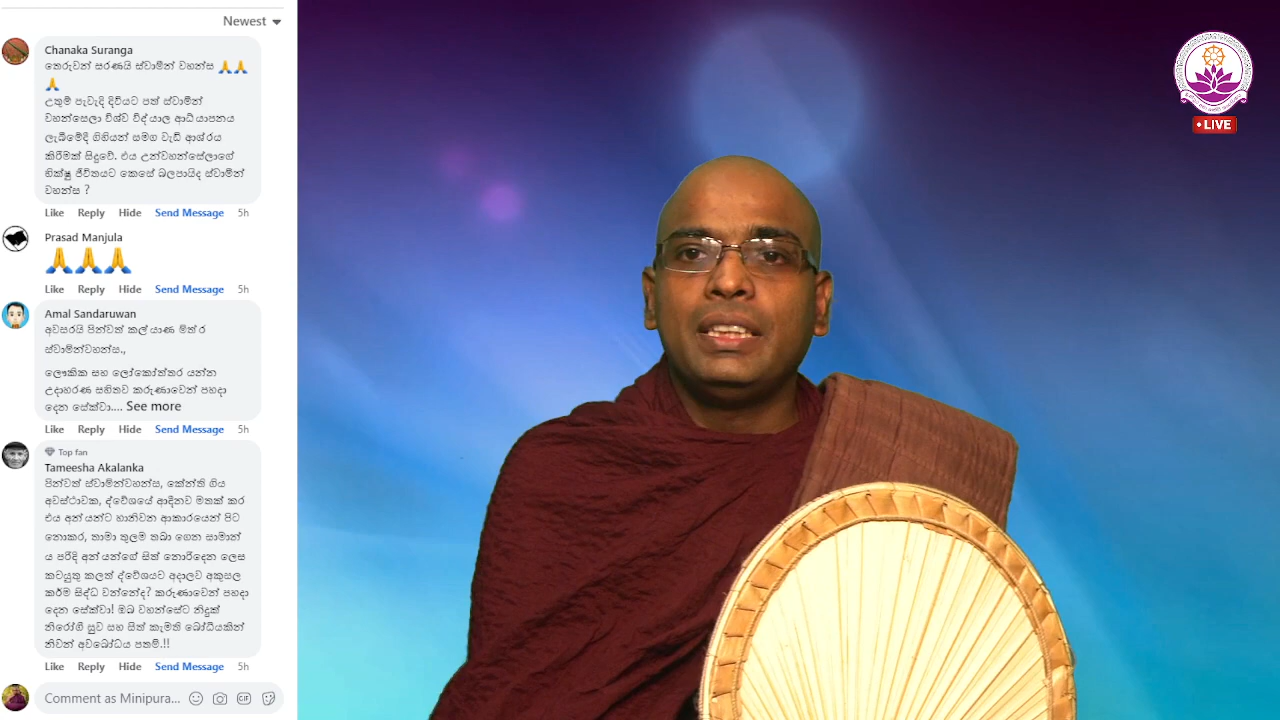 Newest
Chanaka Suranga
තෙරුවන් සරණයි ස්වාමින් වහන්ස 🙏🙏
🙏
උතුම් පැවැදි දිවියට පත් ස්වාමීන්
වහන්සෙලා විශ්ව විද්‍යාල ආධ්‍යාපනය
ලැබීමේදී ගිහියන් සමග වැඩි ආශ්‍රය
කිරීමක් සිදුවේ. එය උන්වහන්සේලාගේ
භික්ෂු ජීවිතයට කෙසේ බලපායිද ස්වාමීන්
වහන්ස ?
Like Reply Hide Send Message 5h
Prasad Manjula
🙏🙏🙏
Like Reply Hide Send Message 5h
Amal Sandaruwan
අවසරයි පින්වත් කල්‍යාණ මිත්‍ර
ස්වාමින්වහන්ස.,
ලෞකික සහ ලෝකෝත්තර යන්න
උදාහරණ සහිතව කරුණාවෙන් පහදා
දෙන සේක්වා.... See more
Like Reply Hide Send Message 5h
Top fan
Tameesha Akalanka
පින්වත් ස්වාමින්වහන්ස, කේන්ති ගිය
අවස්ථාවක, ද්වේශයේ ආදීනව මතක් කර
එය අන්‍යන්ට හානිවන ආකාරයෙන් පිට
නොකර, තාමා තුලම තබා ගෙන සාමාන්
ය පරිදි අන්‍යන්ගේ සිත් නොරිදෙන ලෙස
කටයුතු කලත් ද්වේශයට අදාලව අකුසල
කර්ම සිද්ධ වන්නේද? කරුණාවෙන් පහදා
දෙන සේක්වා! ඔබ වහන්සේට නිදුක්
නිරෝගී සුව සහ සිත් කැමති බෝධියකින්
නිවන් අවබෝධය පතමි.!!
Like Reply Hide Send Message 5h
Comment as Minipura...
GIF
LIVE